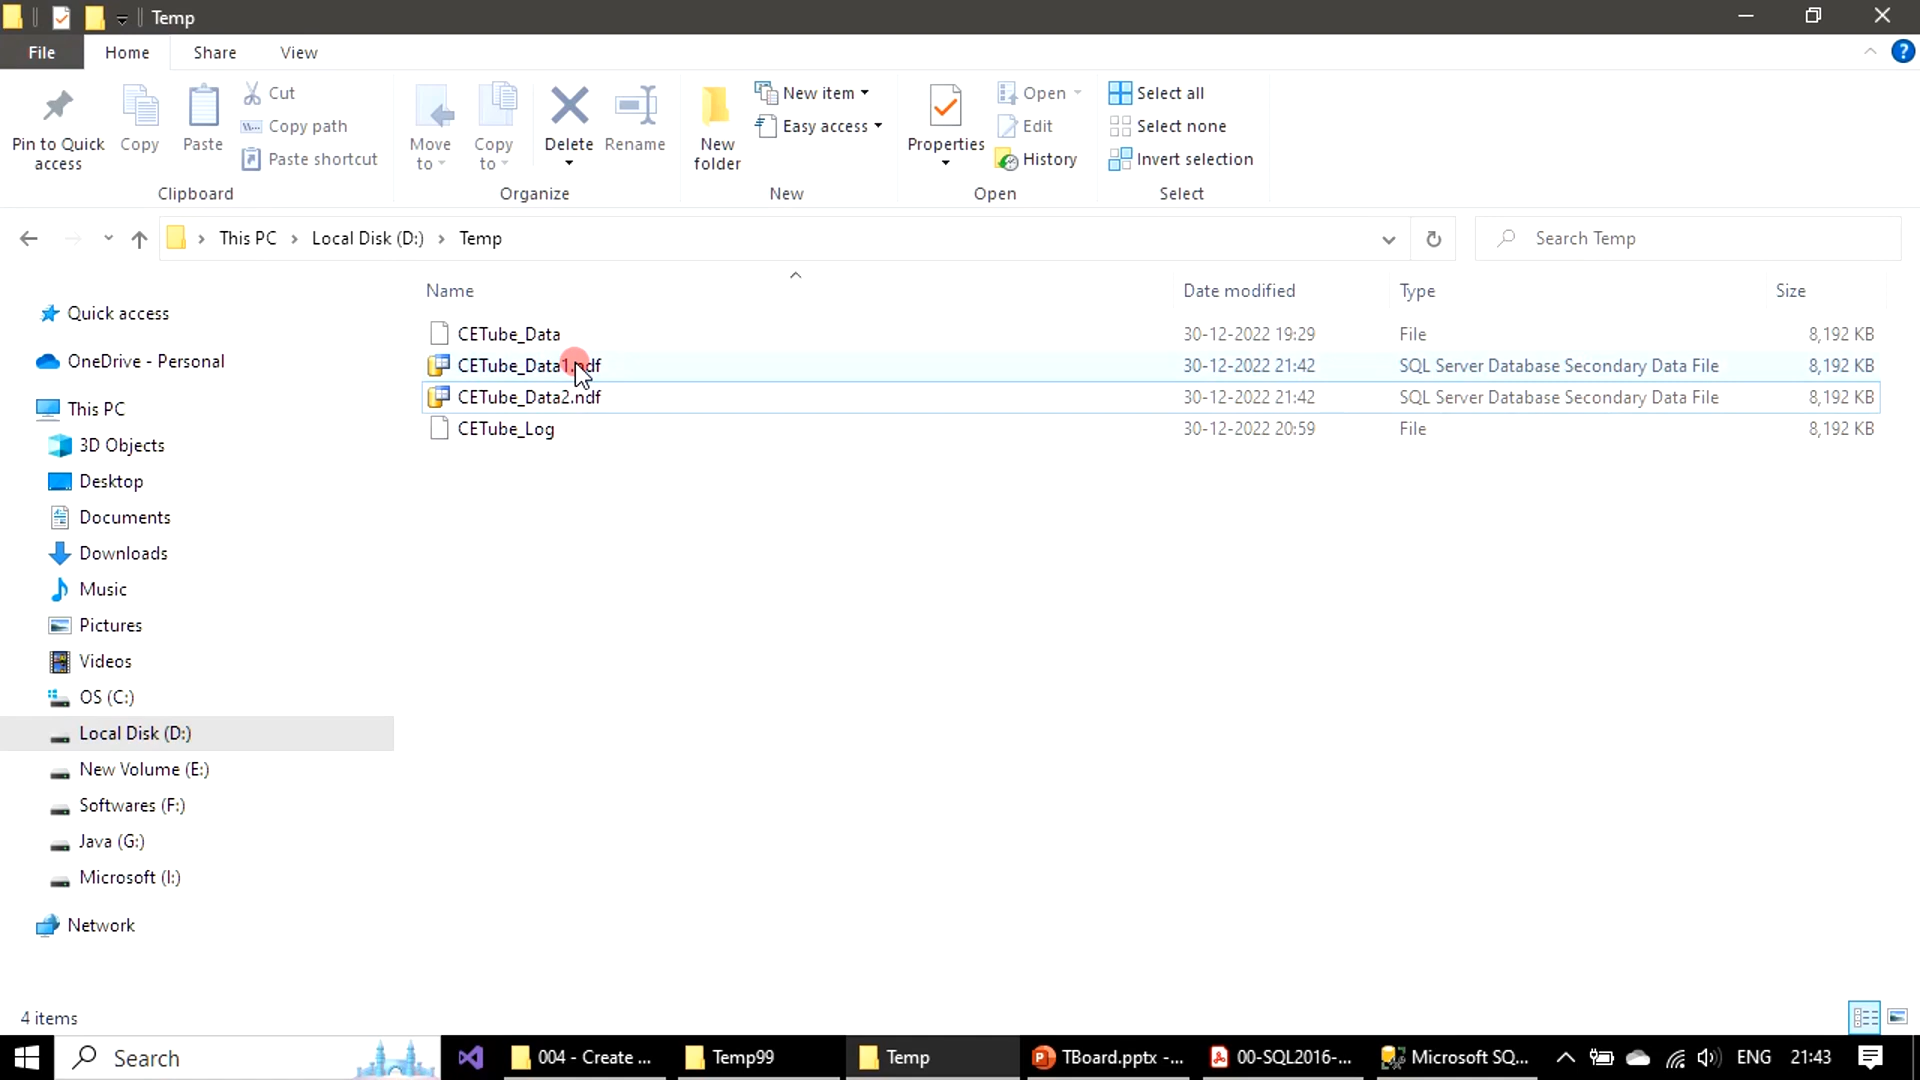 Temp
File Home Share View
Pin to Quick access
Copy
Paste
Cut
Copy path
Paste shortcut
Clipboard
Move to
Copy to
Delete
Rename
Organize
New folder
New item
Easy access
New
Properties
Open
Edit
History
Open
Select all
Select none
Invert selection
Select
This PC > Local Disk (D:) > Temp
Search Temp
Name Date modified Type Size
CETube_Data 30-12-2022 19:29 File 8,192 KB
CETube_Data1.ndf 30-12-2022 21:42 SQL Server Database Secondary Data File 8,192 KB
CETube_Data2.ndf 30-12-2022 21:42 SQL Server Database Secondary Data File 8,192 KB
CETube_Log 30-12-2022 20:59 File 8,192 KB
Quick access
OneDrive - Personal
This PC
3D Objects
Desktop
Documents
Downloads
Music
Pictures
Videos
OS (C:)
Local Disk (D:)
New Volume (E:)
Softwares (F:)
Java (G:)
Microsoft (I:)
Network
4 items
Search
004 - Create ...
Temp99
Temp
TBoard.pptx -...
00-SQL2016-...
Microsoft SQ...
ENG
21:43